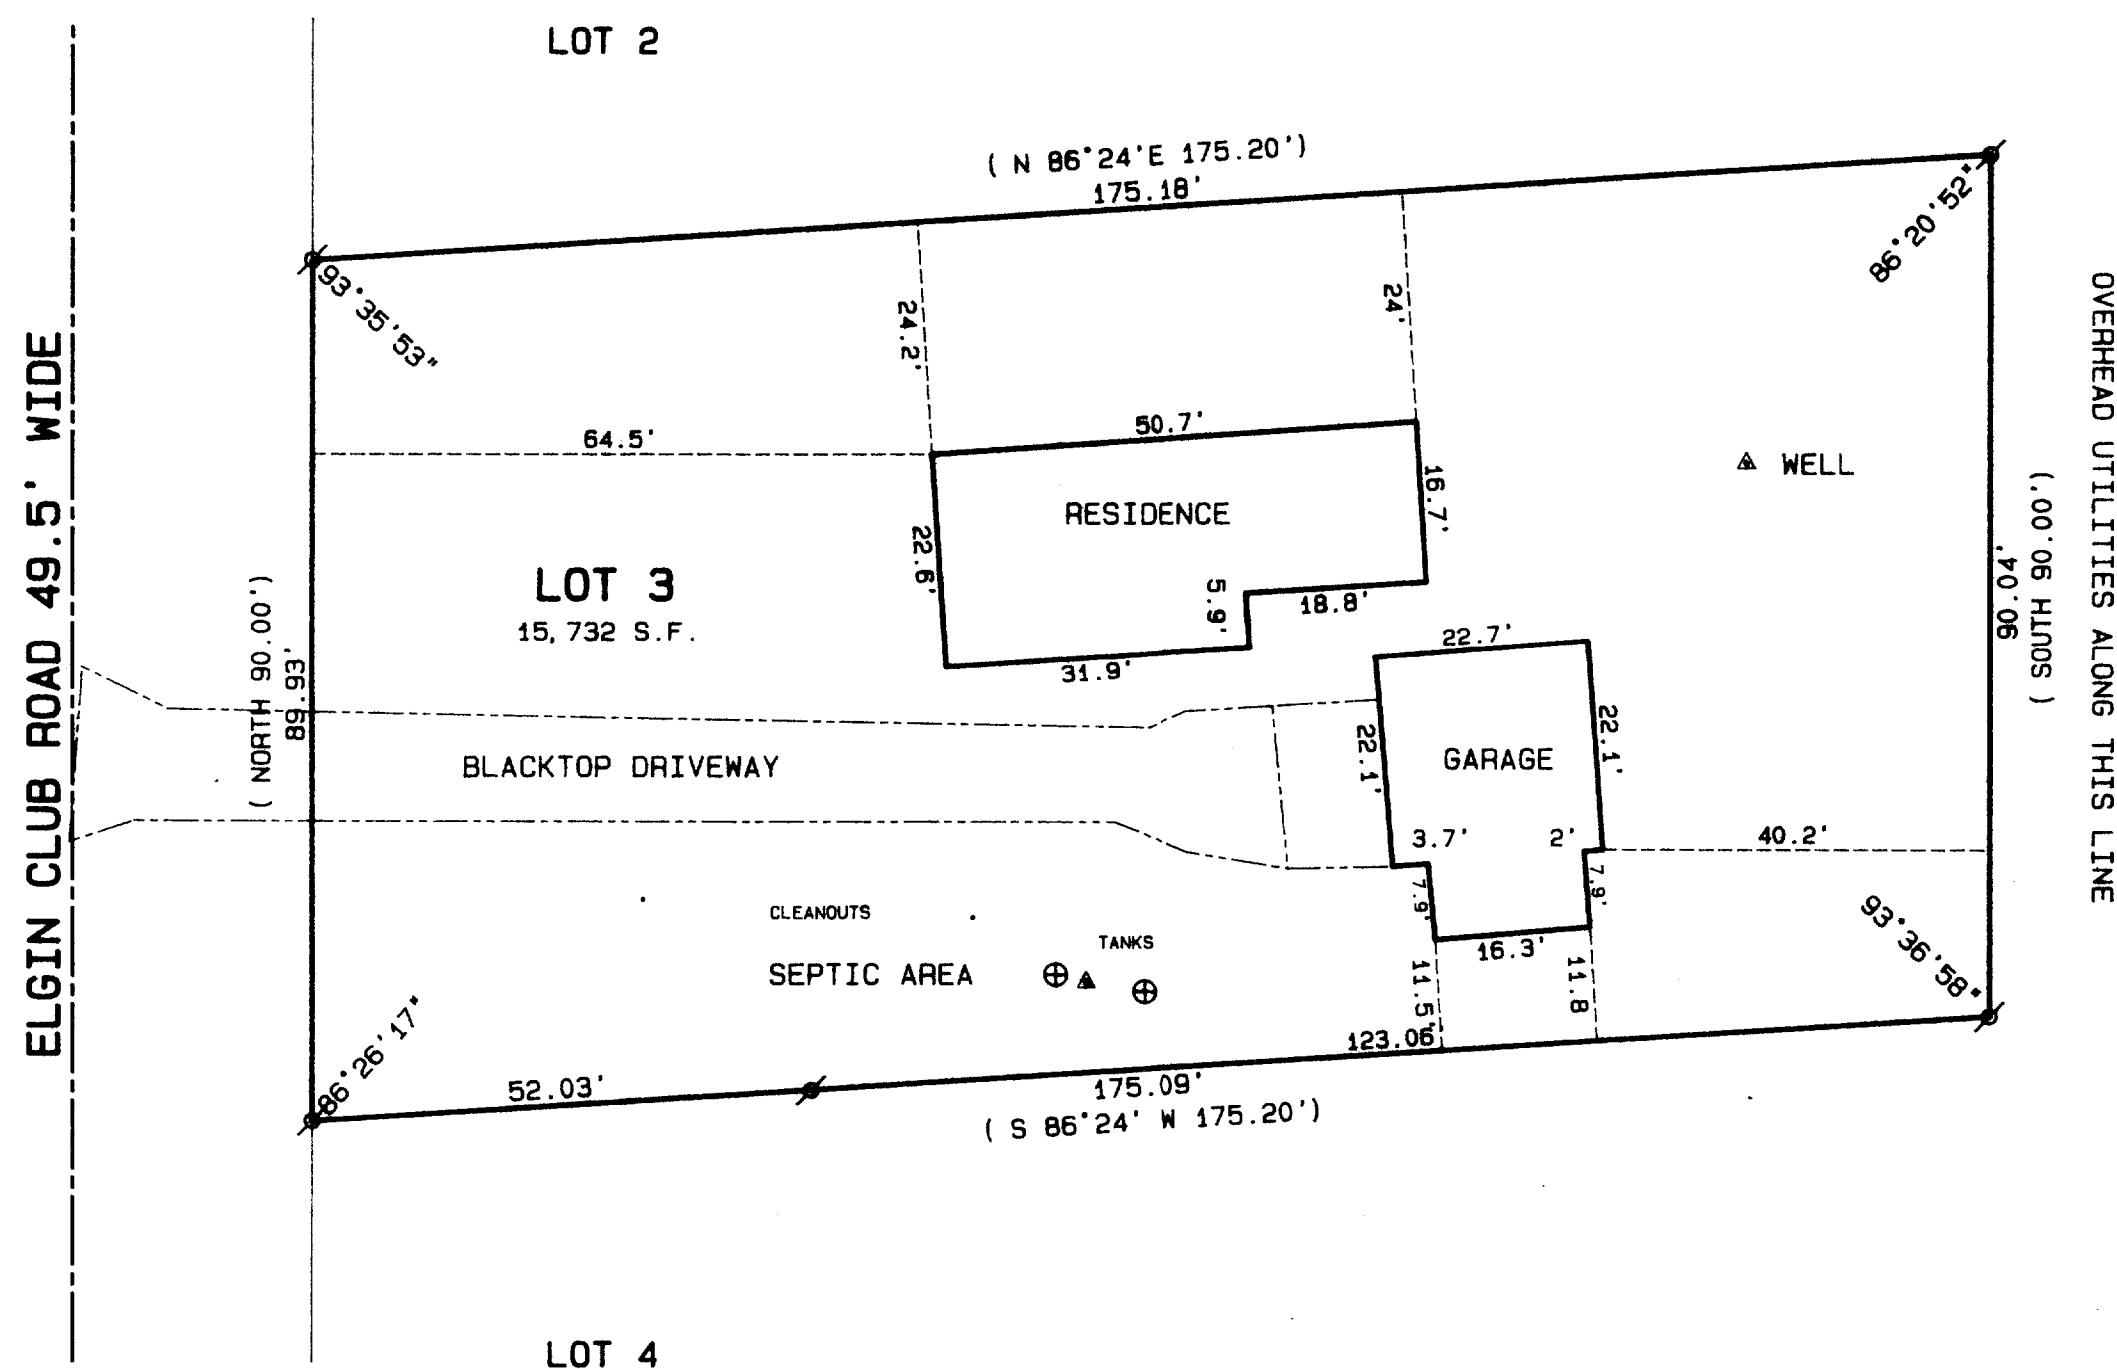 LOT 2
( N 86°24'E 175.20')
175.18'
93°35'53"
86°20'52"
24.2'
24'
64.5'
50.7'
RESIDENCE
16.7'
22.6'
5.9'
18.8'
31.9'
WELL
LOT 3
15,732 S.F.
ELGIN CLUB ROAD 49.5' WIDE
( NORTH 90.00')
89.93'
BLACKTOP DRIVEWAY
22.7'
22.1'
GARAGE
22.1'
3.7'
2'
7.9'
7.9'
16.3'
40.2'
11.5'
11.8
90.04'
( SOUTH 90.00')
OVERHEAD UTILITIES ALONG THIS LINE
CLEANOUTS
TANKS
SEPTIC AREA
93°36'58"
86°26'17"
52.03'
123.06'
175.09'
( S 86°24' W 175.20')
LOT 4